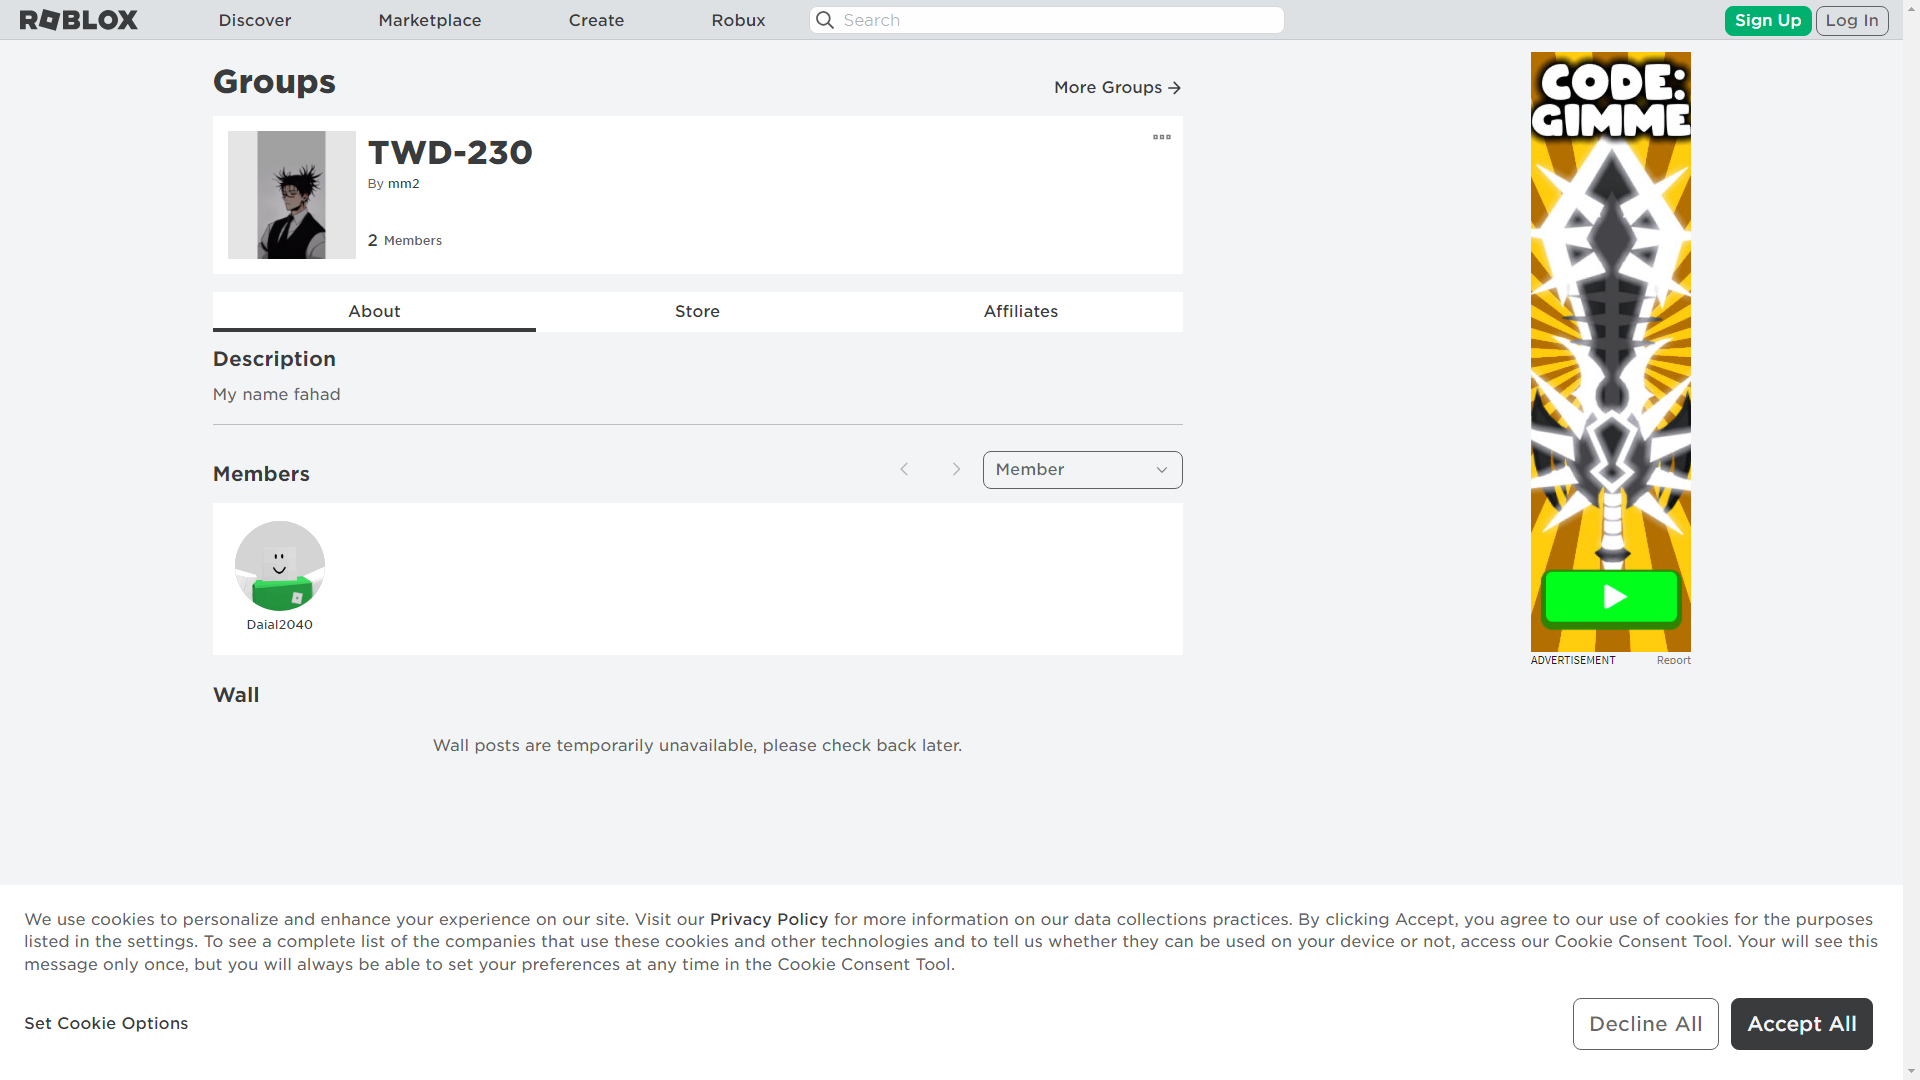 ROBLOX
Discover
Marketplace
Create
Robux
Search
Sign Up
Log In
Groups
More Groups
TWD-230
By mm2
2 Members
About
Store
Affiliates
Description
My name fahad
Members
Member
Daial2040
Wall
Wall posts are temporarily unavailable, please check back later.
CODE:
GIMME
ADVERTISEMENT
Report
We use cookies to personalize and enhance your experience on our site. Visit our Privacy Policy for more information on our data collections practices. By clicking Accept, you agree to our use of cookies for the purposes
listed in the settings. To see a complete list of the companies that use these cookies and other technologies and to tell us whether they can be used on your device or not, access our Cookie Consent Tool. Your will see this
message only once, but you will always be able to set your preferences at any time in the Cookie Consent Tool.
Set Cookie Options
Decline All
Accept All